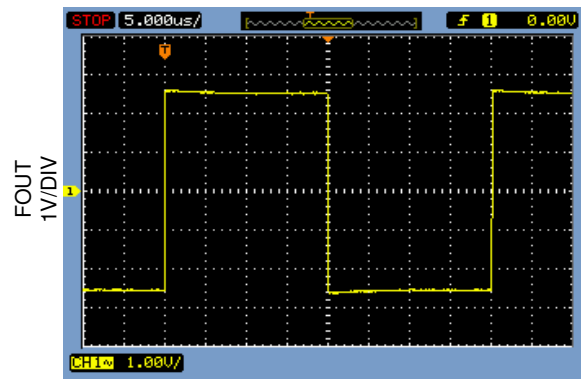 STOP 5.000us/ T f 1 0.00V
T
FOUT
1V/DIV
1
CH1~ 1.00V/